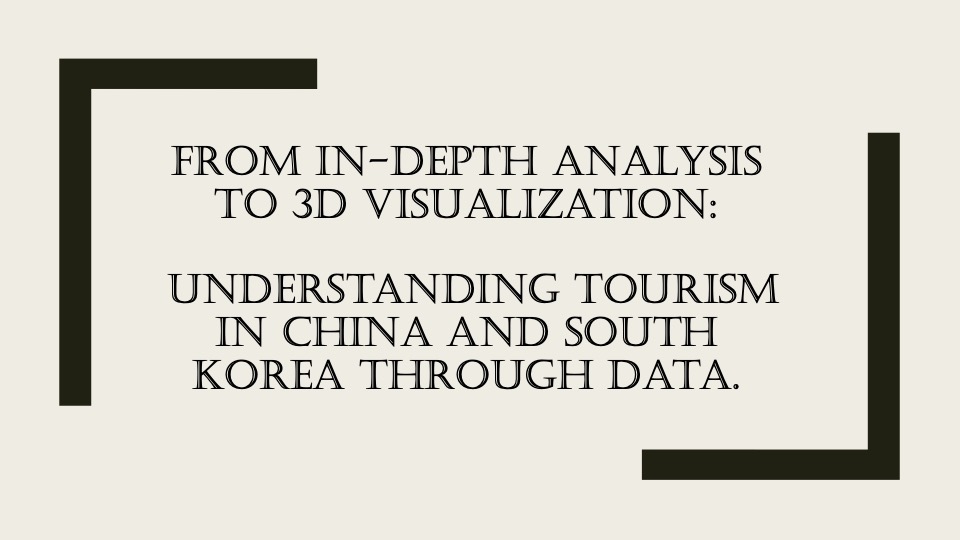 FROM IN-DEPTH ANALYSIS
TO 3D VISUALIZATION:
UNDERSTANDING TOURISM
IN CHINA AND SOUTH
KOREA THROUGH DATA.